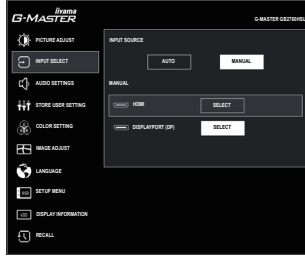 iiyama
G-MASTER
G-MASTER GB2760HSU
PICTURE ADJUST
INPUT SELECT
AUDIO SETTINGS
STORE USER SETTING
COLOR SETTING
IMAGE ADJUST
LANGUAGE
SETUP MENU
DISPLAY INFORMATION
RECALL
INPUT SOURCE
AUTO
MANUAL
MANUAL
HDMI
SELECT
DISPLAYPORT (DP)
SELECT